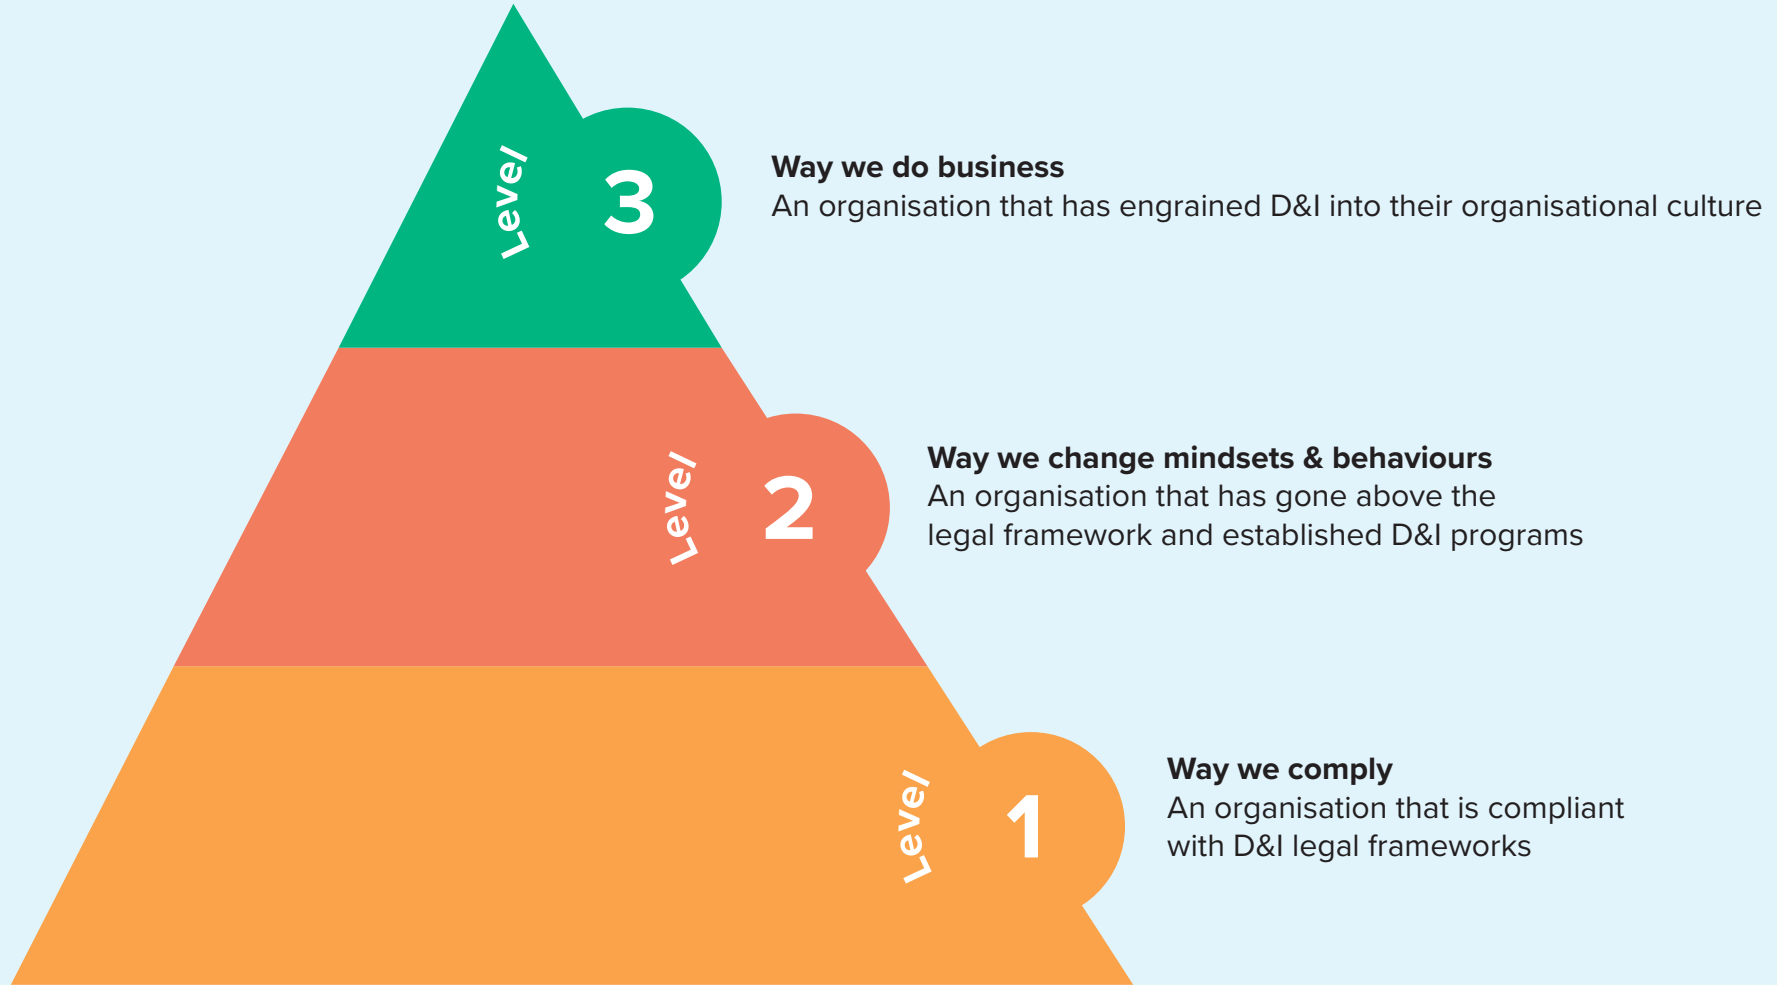 Level
3
Way we do business
An organisation that has engrained D&I into their organisational culture
Level
2
Way we change mindsets & behaviours
An organisation that has gone above the
legal framework and established D&I programs
Level
1
Way we comply
An organisation that is compliant
with D&I legal frameworks